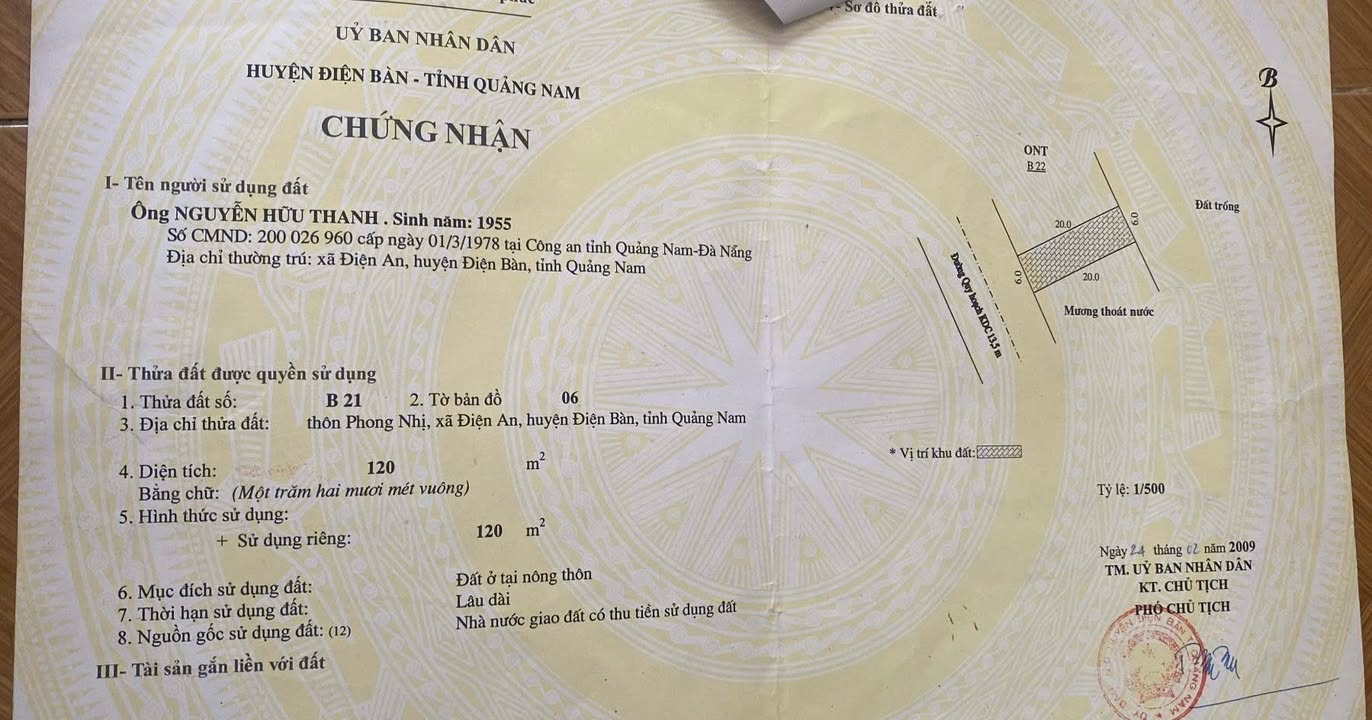 UỶ BAN NHÂN DÂN
HUYỆN ĐIỆN BÀN - TỈNH QUẢNG NAM
CHỨNG NHẬN
I- Tên người sử dụng đất
Ông NGUYỄN HỮU THANH . Sinh năm: 1955
Số CMND: 200 026 960 cấp ngày 01/3/1978 tại Công an tỉnh Quảng Nam-Đà Nẵng
Địa chỉ thường trú: xã Điện An, huyện Điện Bàn, tỉnh Quảng Nam
II- Thửa đất được quyền sử dụng
1. Thửa đất số: B 21 2. Tờ bản đồ 06
3. Địa chỉ thửa đất: thôn Phong Nhị, xã Điện An, huyện Điện Bàn, tỉnh Quảng Nam
4. Diện tích: 120 m²
Bằng chữ: (Một trăm hai mươi mét vuông)
5. Hình thức sử dụng:
+ Sử dụng riêng: 120 m²
6. Mục đích sử dụng đất: Đất ở tại nông thôn
7. Thời hạn sử dụng đất: Lâu dài
8. Nguồn gốc sử dụng đất: (12) Nhà nước giao đất có thu tiền sử dụng đất
III- Tài sản gắn liền với đất
- Sơ đồ thửa đất
B
ONT
B 22
Đất trống
20.0
6.0
6.0
20.0
Đường Quy hoạch KDC 13,5 m
Mương thoát nước
* Vị trí khu đất:
Tỷ lệ: 1/500
Ngày 24 tháng 02 năm 2009
TM. UỶ BAN NHÂN DÂN
KT. CHỦ TỊCH
PHÓ CHỦ TỊCH